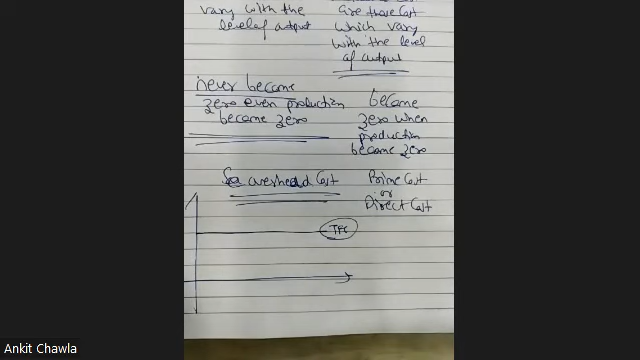 vary with the
level of output
are those cost
which vary
with the level
of output
never become
zero even production
become zero
become
zero when
production
become zero
overhead Cost
Prime Cost
or
Direct Cost
TFC
Ankit Chawla